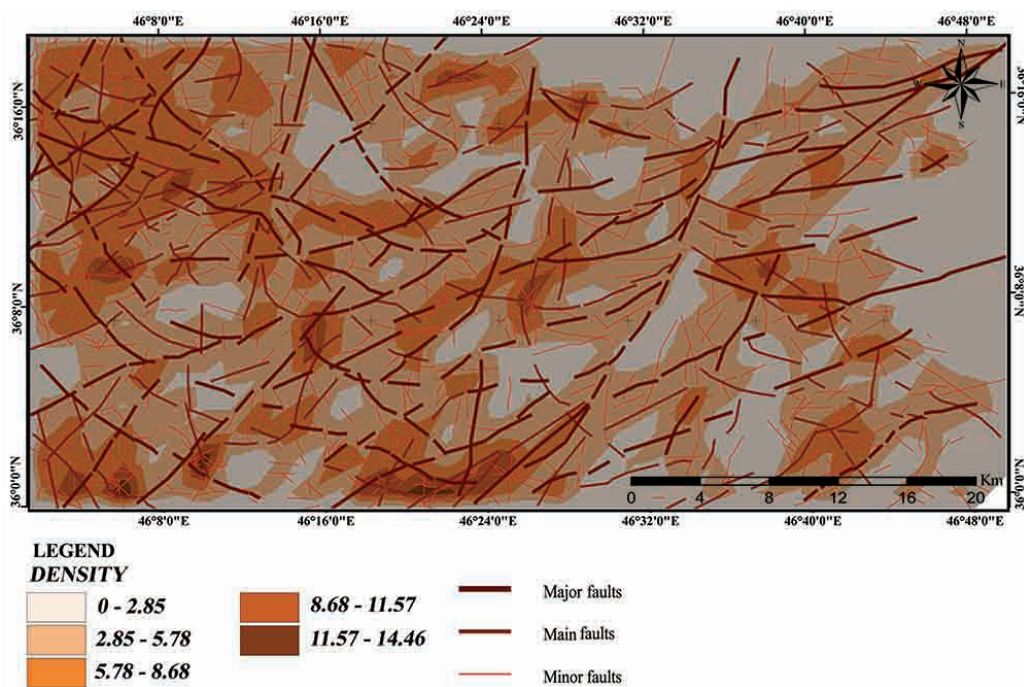 46°8'0"E 46°16'0"E 46°24'0"E 46°32'0"E 46°40'0"E 46°48'0"E
N
W E
S
36°16'0"N 36°16'0"N
36°8'0"N 36°8'0"N
36°0'0"N 36°0'0"N
Km
0 4 8 12 16 20
46°8'0"E 46°16'0"E 46°24'0"E 46°32'0"E 46°40'0"E 46°48'0"E
LEGEND
DENSITY
0 - 2.85
2.85 - 5.78
5.78 - 8.68
8.68 - 11.57
11.57 - 14.46
Major faults
Main faults
Minor faults